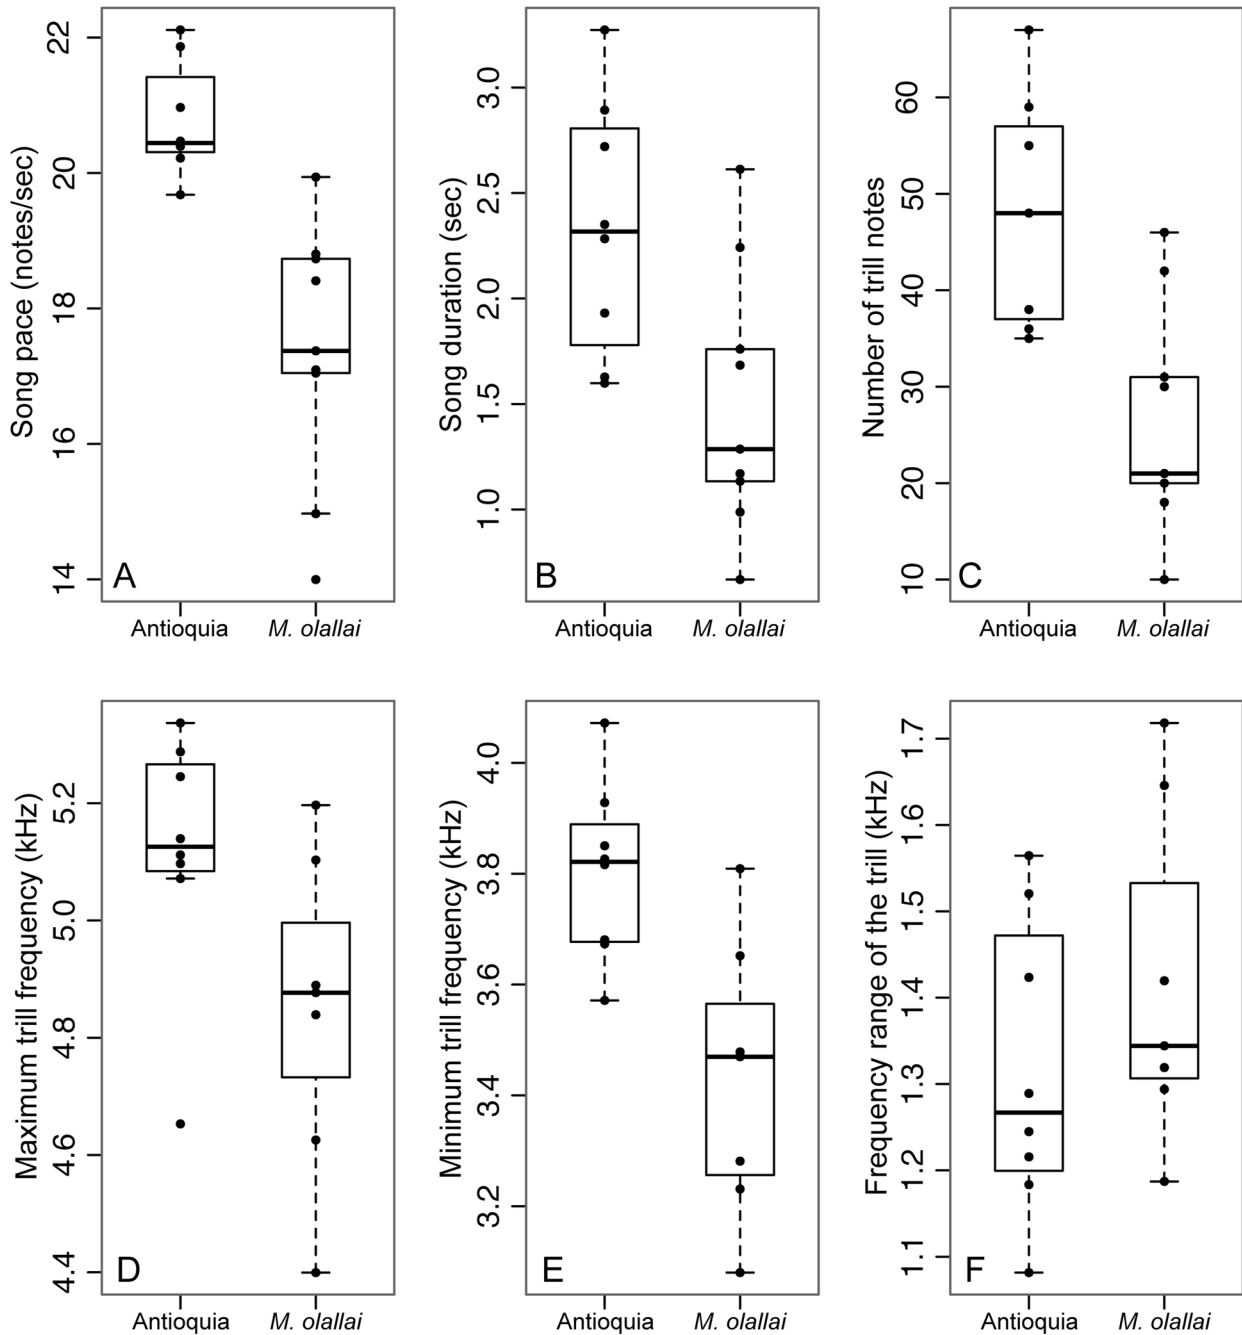 Song pace (notes/sec)
22
20
18
16
14
A
Antioquia M. olallai
Song duration (sec)
3.0
2.5
2.0
1.5
1.0
B
Antioquia M. olallai
Number of trill notes
60
50
40
30
20
10
C
Antioquia M. olallai
Maximum trill frequency (kHz)
5.2
5.0
4.8
4.6
4.4
D
Antioquia M. olallai
Minimum trill frequency (kHz)
4.0
3.8
3.6
3.4
3.2
E
Antioquia M. olallai
Frequency range of the trill (kHz)
1.7
1.6
1.5
1.4
1.3
1.2
1.1
F
Antioquia M. olallai